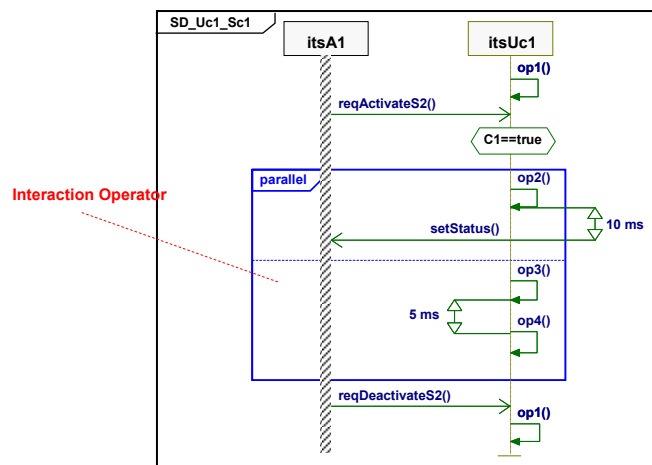 SD_Uc1_Sc1
itsA1
itsUc1
op1()
reqActivateS2()
C1==true
parallel
op2()
Interaction Operator
setStatus()
10 ms
op3()
5 ms
op4()
reqDeactivateS2()
op1()